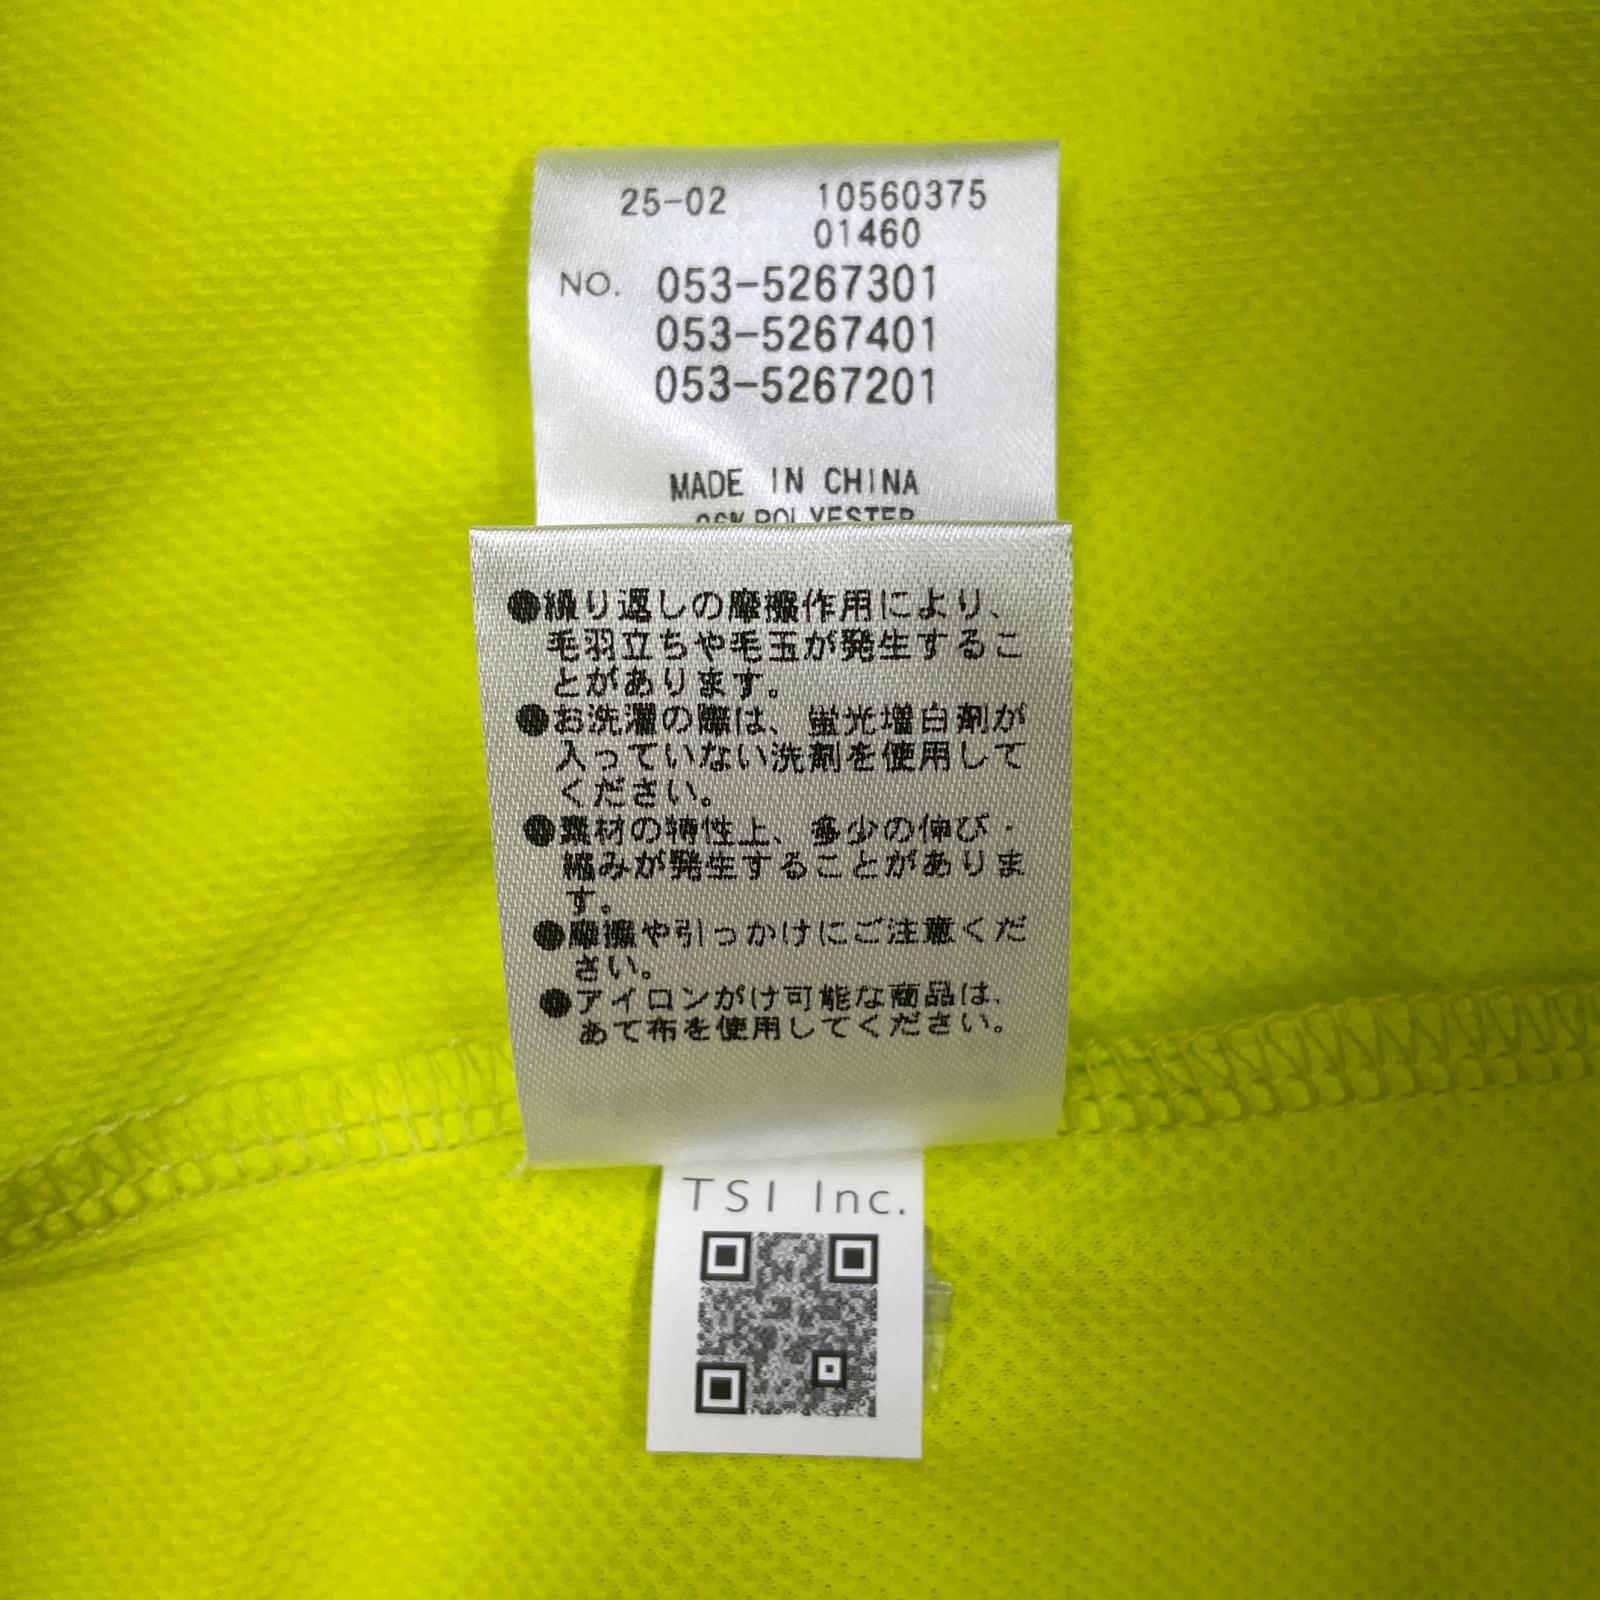 25-02 10560375
01460
NO. 053-5267301
053-5267401
053-5267201
MADE IN CHINA
96% POLYESTER
●繰り返しの摩擦作用により、
毛羽立ちや毛玉が発生するこ
とがあります。
●お洗濯の際は、蛍光増白剤が
入っていない洗剤を使用して
ください。
●素材の特性上、多少の伸び・
縮みが発生することがありま
す。
●摩擦や引っかけにご注意くだ
さい。
●アイロンがけ可能な商品は、
あて布を使用してください。
TSI Inc.